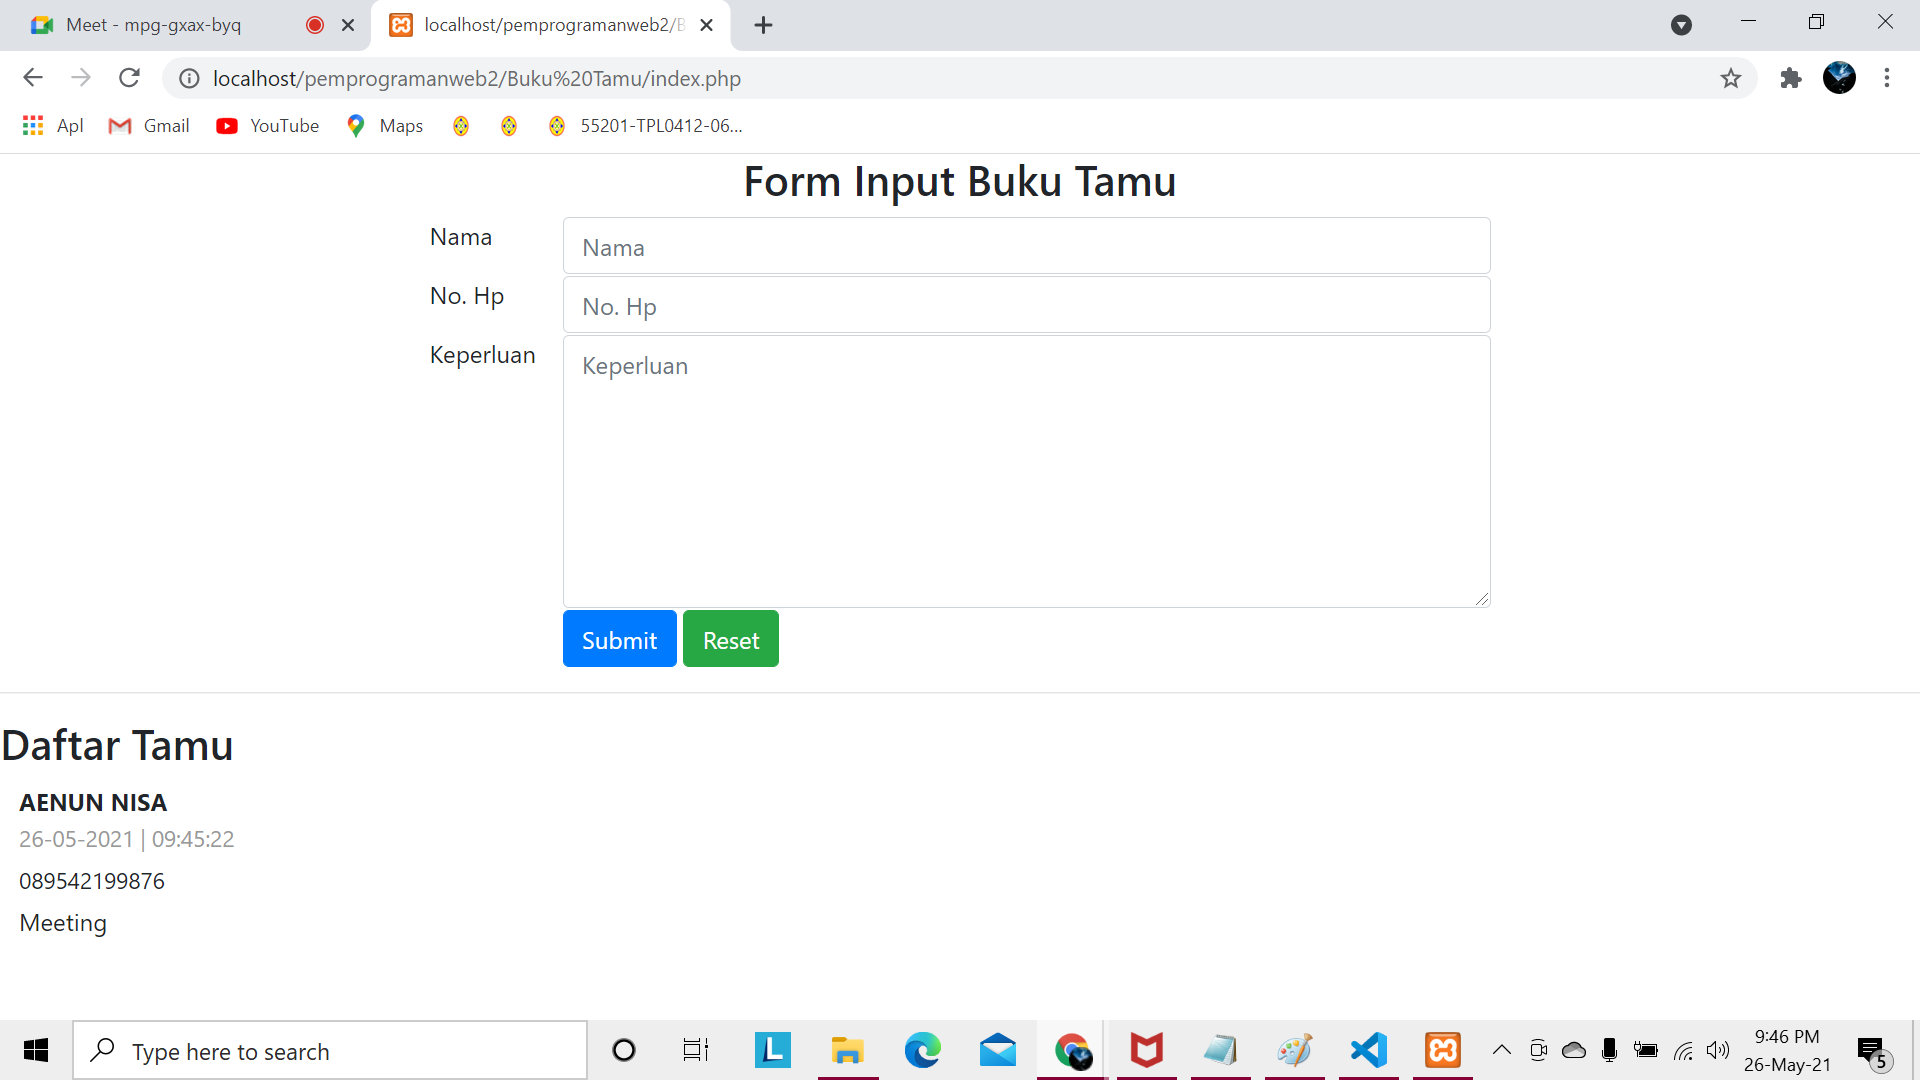 Meet - mpg-gxax-byq
localhost/pemprogramanweb2/B
localhost/pemprogramanweb2/Buku%20Tamu/index.php
Apl
Gmail
YouTube
Maps
55201-TPL0412-06...
Form Input Buku Tamu
Nama
Nama
No. Hp
No. Hp
Keperluan
Keperluan
Submit
Reset
Daftar Tamu
AENUN NISA
26-05-2021 | 09:45:22
089542199876
Meeting
Type here to search
L
9:46 PM
26-May-21
5